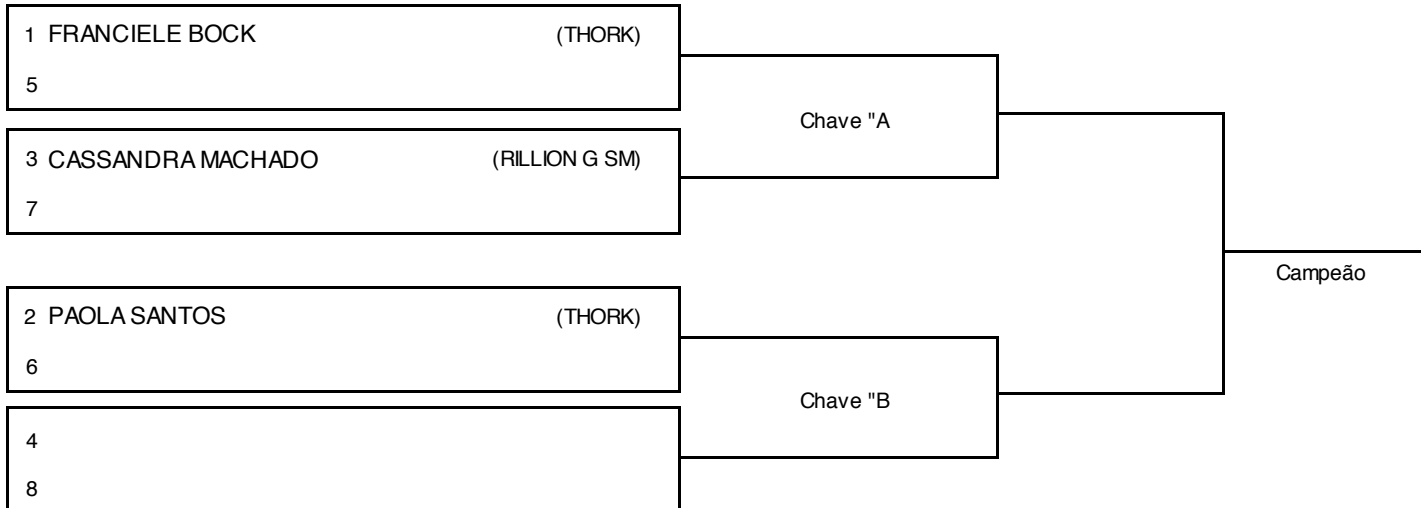 1 FRANCIELE BOCK (THORK)
5
Chave "A
3 CASSANDRA MACHADO (RILLION G SM)
7
Campeão
2 PAOLA SANTOS (THORK)
6
Chave "B
4
8